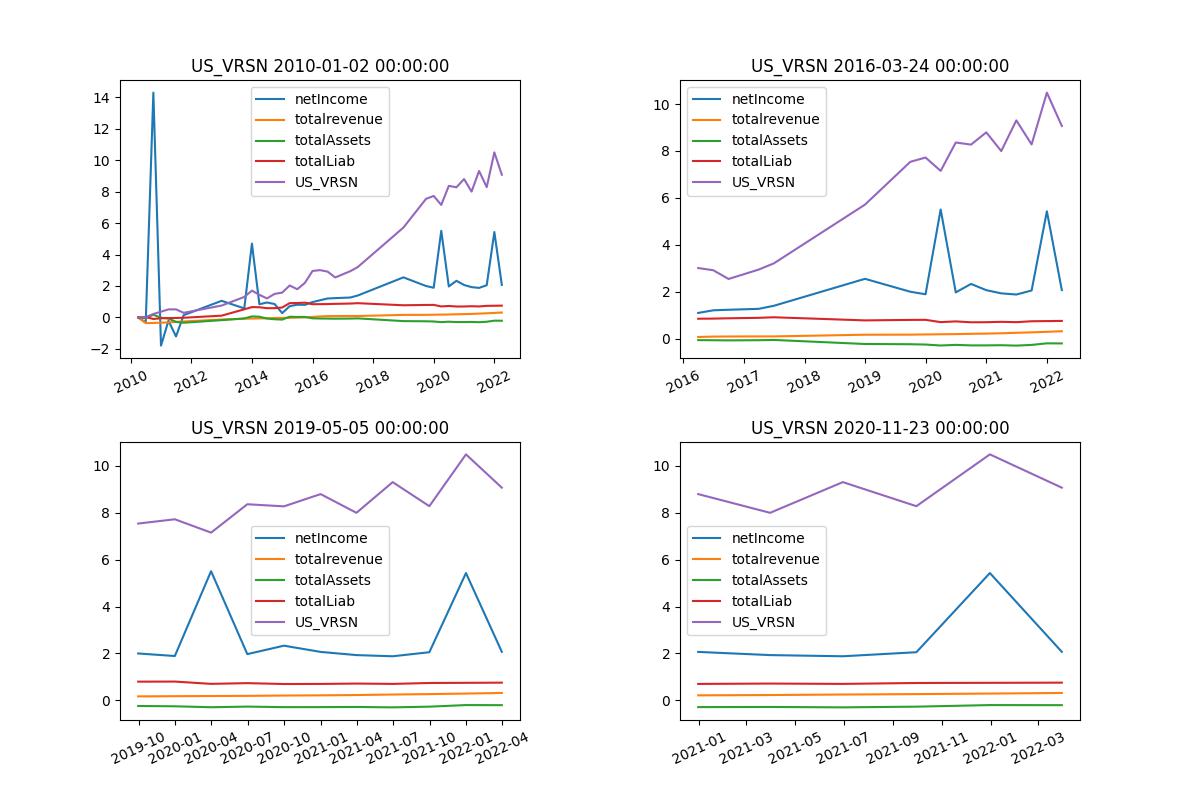 US_VRSN 2010-01-02 00:00:00
14
12
10
8
6
4
2
0
−2
netIncome
totalrevenue
totalAssets
totalLiab
US_VRSN
2010 2012 2014 2016 2018 2020 2022
US_VRSN 2016-03-24 00:00:00
10
8
6
4
2
0
netIncome
totalrevenue
totalAssets
totalLiab
US_VRSN
2016 2017 2018 2019 2020 2021 2022
US_VRSN 2019-05-05 00:00:00
10
8
6
4
2
0
netIncome
totalrevenue
totalAssets
totalLiab
US_VRSN
2019-10 2020-01 2020-04 2020-07 2020-10 2021-01 2021-04 2021-07 2021-10 2022-01 2022-04
US_VRSN 2020-11-23 00:00:00
10
8
6
4
2
0
netIncome
totalrevenue
totalAssets
totalLiab
US_VRSN
2021-01 2021-03 2021-05 2021-07 2021-09 2021-11 2022-01 2022-03